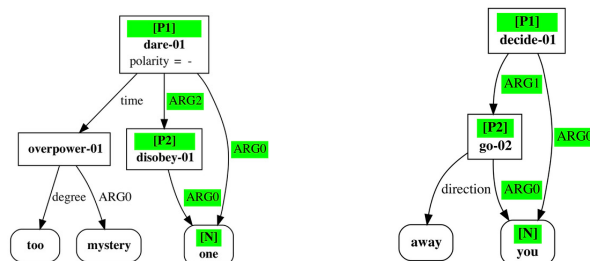 [P1]
dare-01
polarity = -
time
ARG2
ARG0
overpower-01
[P2]
disobey-01
degree
ARG0
ARG0
too
mystery
[N]
one
[P1]
decide-01
ARG1
ARG0
[P2]
go-02
direction
ARG0
away
[N]
you